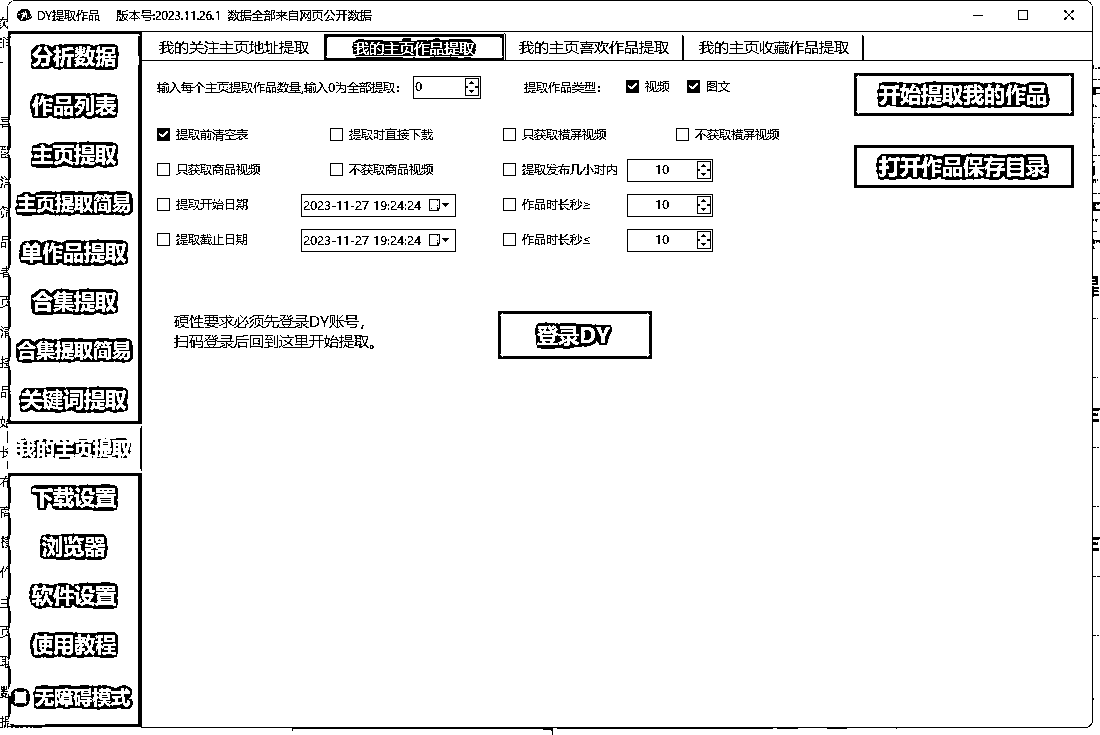 DY提取作品 版本号:2023.11.26.1 数据全部来自网页公开数据
分析数据
作品列表
主页提取
主页提取简易
单作品提取
合集提取
合集提取简易
关键词提取
我的主页提取
下载设置
浏览器
软件设置
使用教程
无障碍模式
我的关注主页地址提取 我的主页作品提取 我的主页喜欢作品提取 我的主页收藏作品提取
输入每个主页提取作品数量,输入0为全部提取: 0 提取作品类型: 视频 图文
开始提取我的作品
提取前清空表 提取时直接下载 只获取横屏视频 不获取横屏视频
打开作品保存目录
只获取商品视频 不获取商品视频 提取发布几小时内 10
提取开始日期 2023-11-27 19:24:24 作品时长秒≥ 10
提取截止日期 2023-11-27 19:24:24 作品时长秒≤ 10
硬性要求必须先登录DY账号,
扫码登录后回到这里开始提取。
登录DY